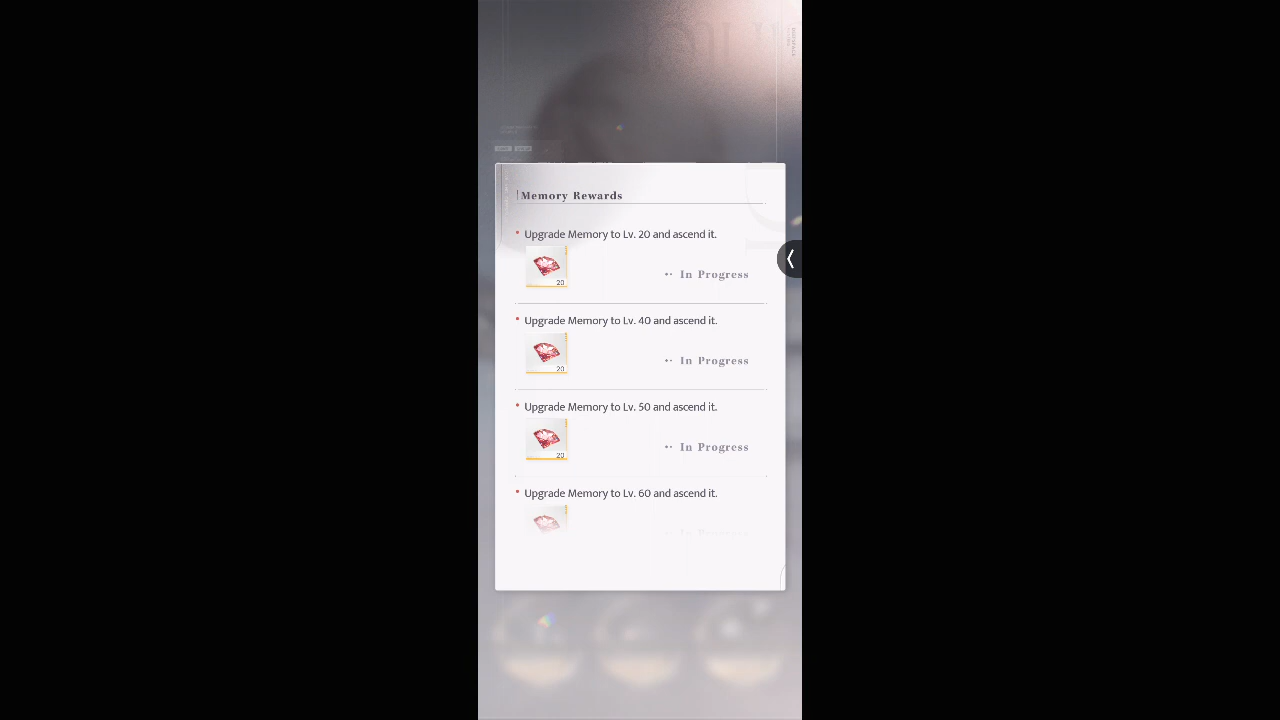 Memory Rewards
Upgrade Memory to Lv. 20 and ascend it.
20
In Progress
Upgrade Memory to Lv. 40 and ascend it.
20
In Progress
Upgrade Memory to Lv. 50 and ascend it.
20
In Progress
Upgrade Memory to Lv. 60 and ascend it.
In Progress